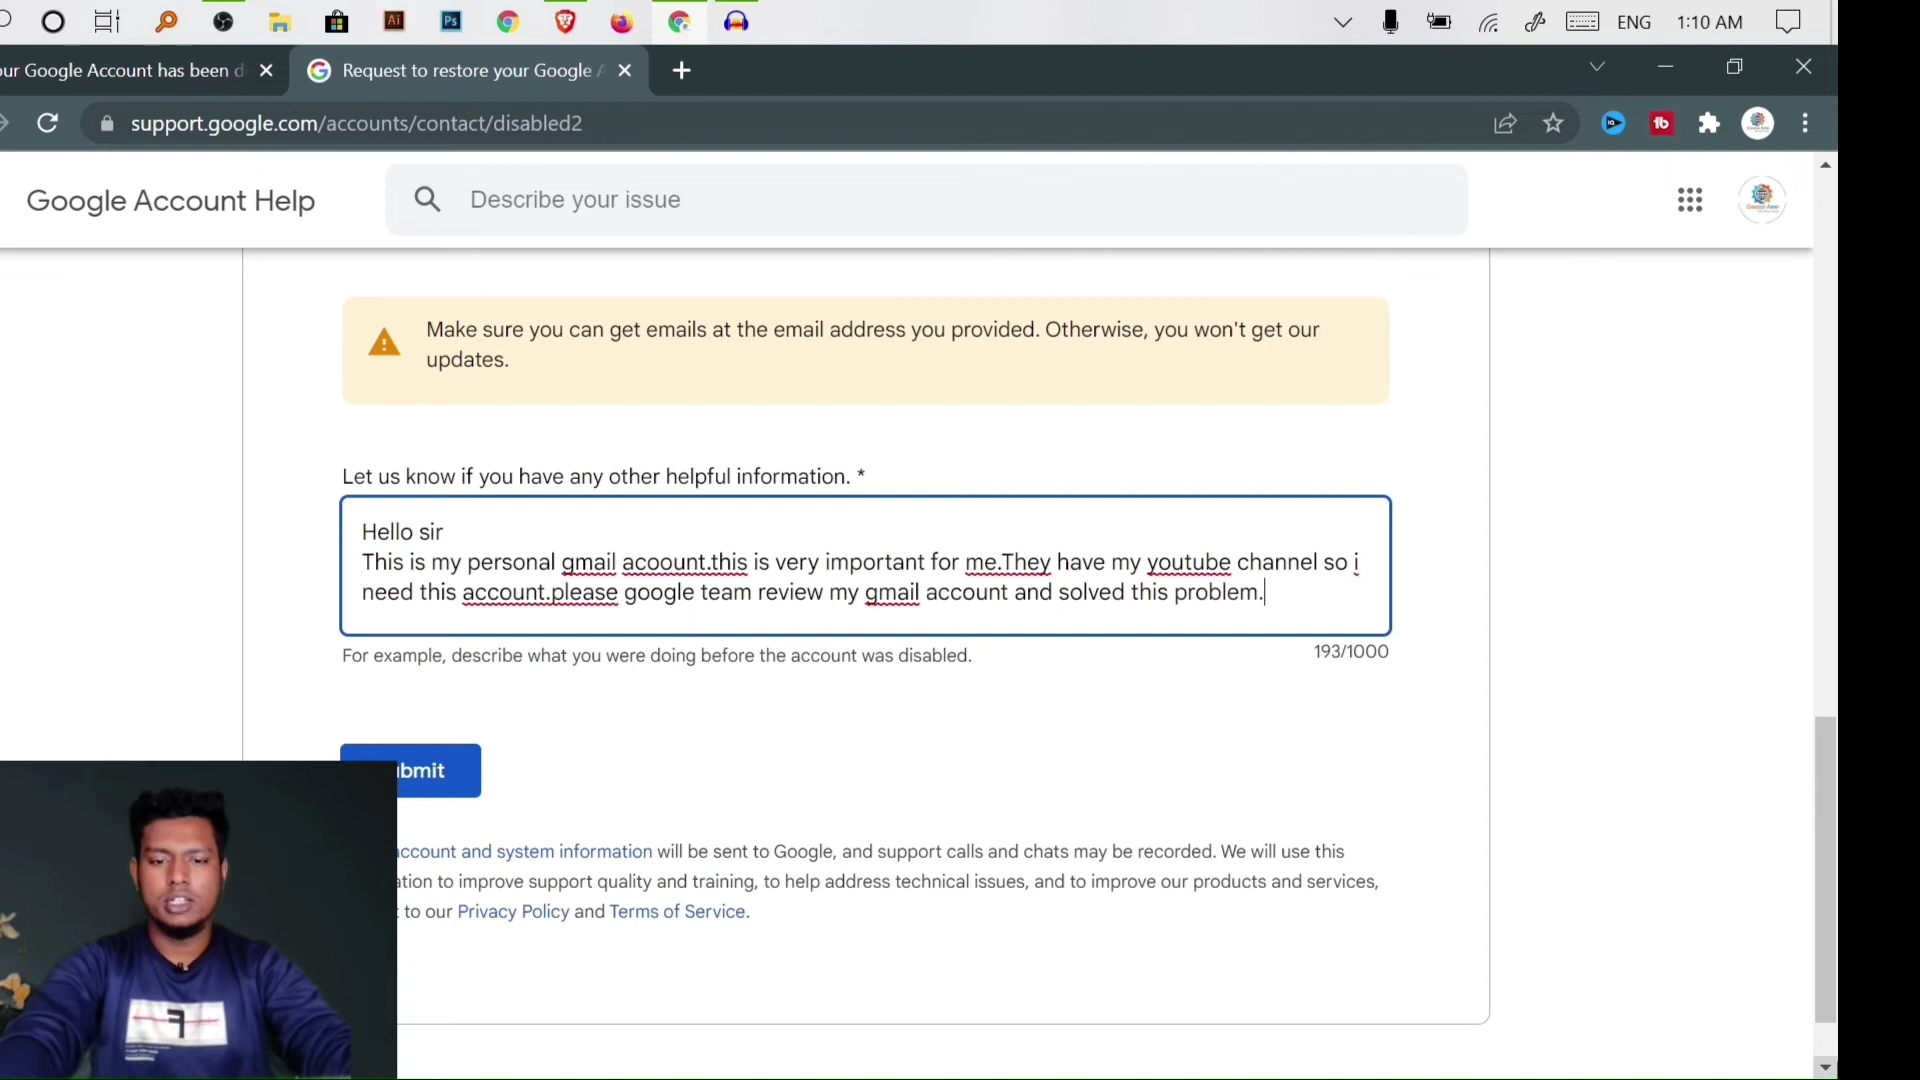 Ai
Ps
ENG
1:10 AM
our Google Account has been d
Request to restore your Google A
support.google.com/accounts/contact/disabled2
Google Account Help
Describe your issue
Make sure you can get emails at the email address you provided. Otherwise, you won't get our
updates.
Let us know if you have any other helpful information. *
Hello sir
This is my personal gmail acoount.this is very important for me.They have my youtube channel so i
need this account.please google team review my gmail account and solved this problem.
For example, describe what you were doing before the account was disabled.
193/1000
ubmit
account and system information will be sent to Google, and support calls and chats may be recorded. We will use this
ation to improve support quality and training, to help address technical issues, and to improve our products and services,
t to our Privacy Policy and Terms of Service.